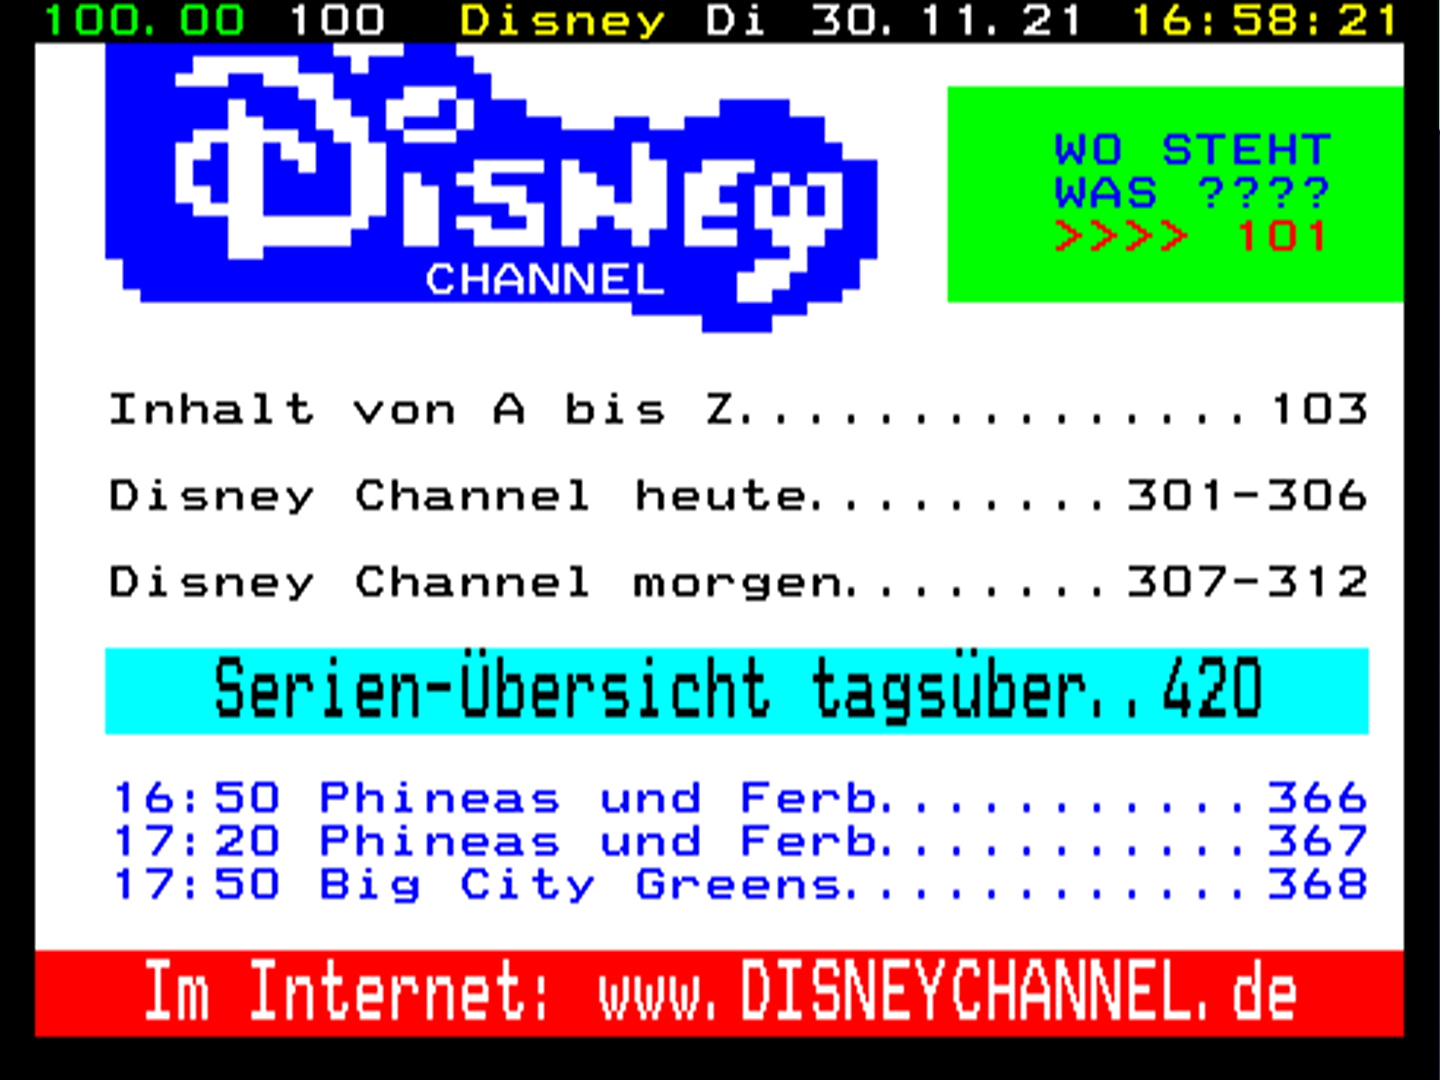 100.00 100 Disney Di 30.11.21 16:58:21
Disney
CHANNEL
WO STEHT
WAS ????
>>>> 101
Inhalt von A bis Z...............103
Disney Channel heute.........301-306
Disney Channel morgen........307-312
Serien-Übersicht tagsüber..420
16:50 Phineas und Ferb...........366
17:20 Phineas und Ferb...........367
17:50 Big City Greens............368
Im Internet: www.DISNEYCHANNEL.de